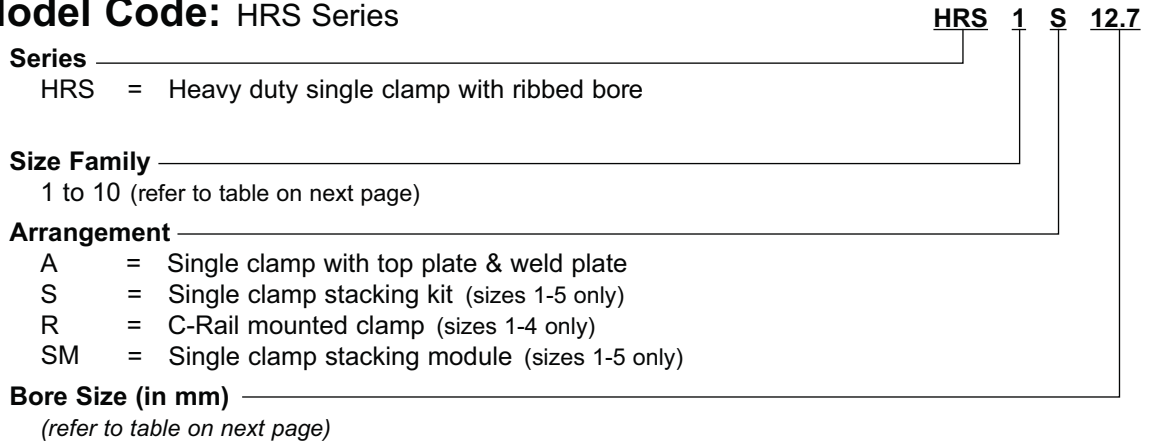 Model Code: HRS Series
HRS 1 S 12.7
Series
HRS = Heavy duty single clamp with ribbed bore
Size Family
1 to 10 (refer to table on next page)
Arrangement
A = Single clamp with top plate & weld plate
S = Single clamp stacking kit (sizes 1-5 only)
R = C-Rail mounted clamp (sizes 1-4 only)
SM = Single clamp stacking module (sizes 1-5 only)
Bore Size (in mm)
(refer to table on next page)